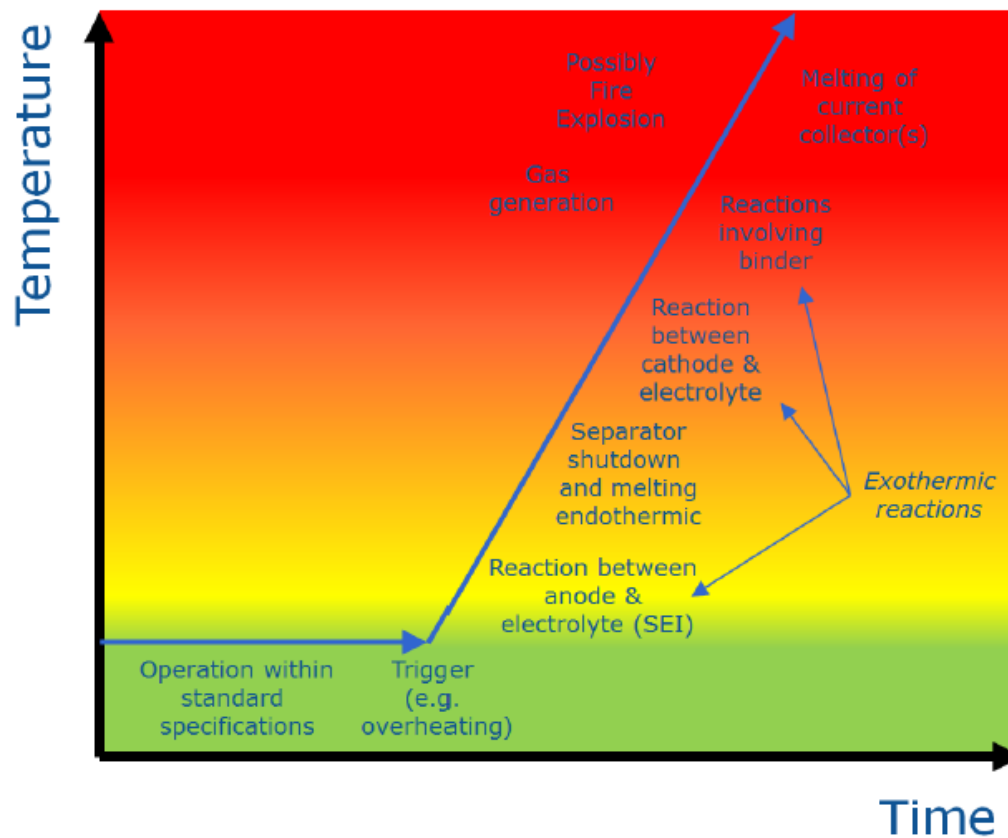 Temperature
Possibly
Fire
Explosion
Melting of
current
collector(s)
Gas
generation
Reactions
involving
binder
Reaction
between
cathode &
electrolyte
Separator
shutdown
and melting
endothermic
Exothermic
reactions
Reaction between
anode &
electrolyte (SEI)
Operation within
standard
specifications
Trigger
(e.g.
overheating)
Time